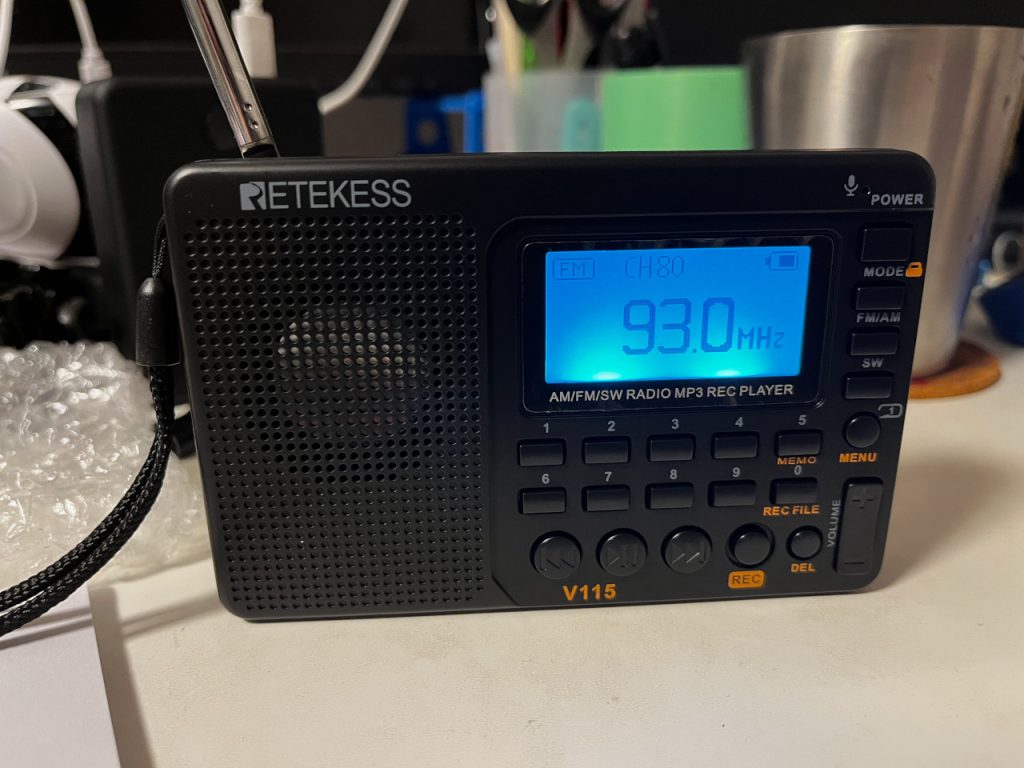 RETEKESS
POWER
FM CH80
93.0MHz
AM/FM/SW RADIO MP3 REC PLAYER
MODE
FM/AM
SW
1 2 3 4 5
MEMO
MENU
6 7 8 9 0
REC FILE
VOLUME
+
-
REC
DEL
V115